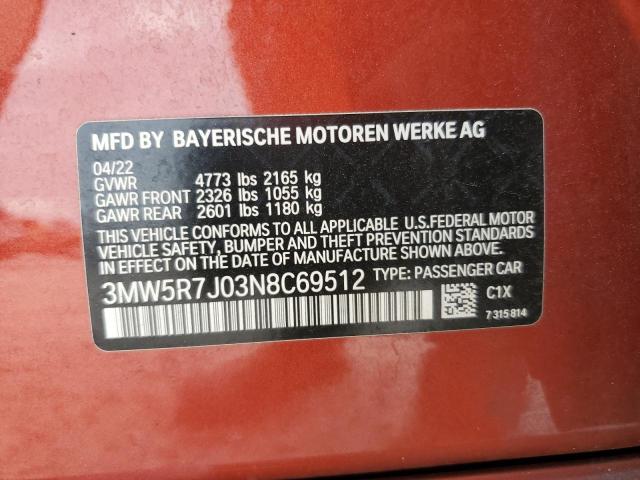 MFD BY BAYERISCHE MOTOREN WERKE AG
04/22
GVWR 4773 lbs 2165 kg
GAWR FRONT 2326 lbs 1055 kg
GAWR REAR 2601 lbs 1180 kg
THIS VEHICLE CONFORMS TO ALL APPLICABLE U.S.FEDERAL MOTOR
VEHICLE SAFETY, BUMPER AND THEFT PREVENTION STANDARDS
IN EFFECT ON THE DATE OF MANUFACTURE SHOWN ABOVE.
3MW5R7J03N8C69512 TYPE: PASSENGER CAR
C1X
7 315 814